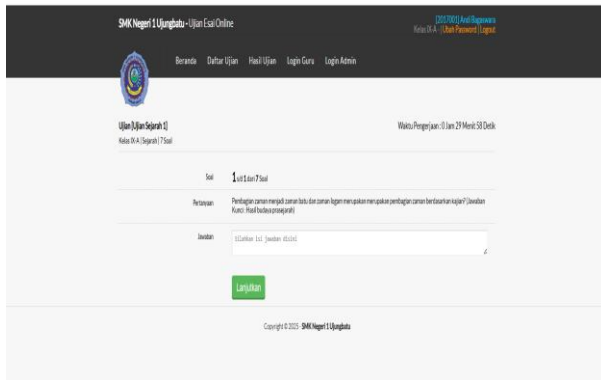 SMK Negeri 1 Ujungbatu - Ujian Esai Online
[2017001] Andi Bagaswara
Kelas IX-A - | Ubah Password | Logout
Beranda Daftar Ujian Hasil Ujian Login Guru Login Admin
Ujian [Ujian Sejarah 1]
Kelas IX-A | Sejarah | 7 Soal
Waktu Pengerjaan : 0 Jam 29 Menit 58 Detik
Soal 1 dari 7 Soal
Pertanyaan Pembagian zaman menjadi zaman batu dan zaman logam merupakan merupakan pembagian zaman berdasarkan kajian? (Jawaban
Kunci: Hasil budaya prasejarah)
Jawaban Silahkan isi jawaban disini
Lanjutkan
Copyright © 2025 - SMK Negeri 1 Ujungbatu